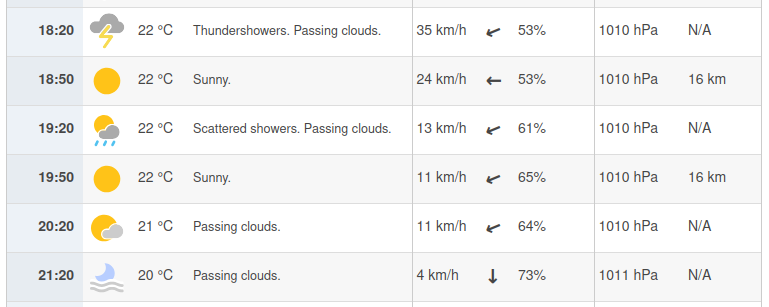 18:20 22 °C Thundershowers. Passing clouds. 35 km/h 53% 1010 hPa N/A
18:50 22 °C Sunny. 24 km/h 53% 1010 hPa 16 km
19:20 22 °C Scattered showers. Passing clouds. 13 km/h 61% 1010 hPa N/A
19:50 22 °C Sunny. 11 km/h 65% 1010 hPa 16 km
20:20 21 °C Passing clouds. 11 km/h 64% 1010 hPa N/A
21:20 20 °C Passing clouds. 4 km/h 73% 1011 hPa N/A